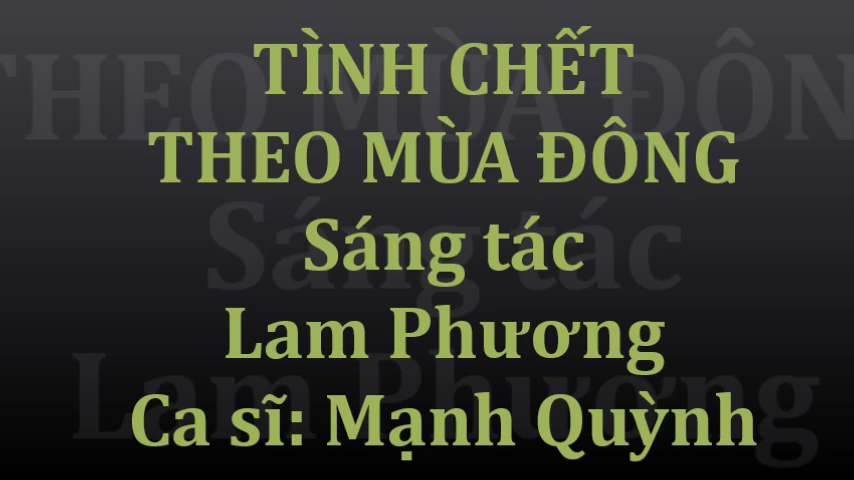 TÌNH CHẾT
THEO MÙA ĐÔNG
Sáng tác
Lam Phương
Ca sĩ: Mạnh Quỳnh